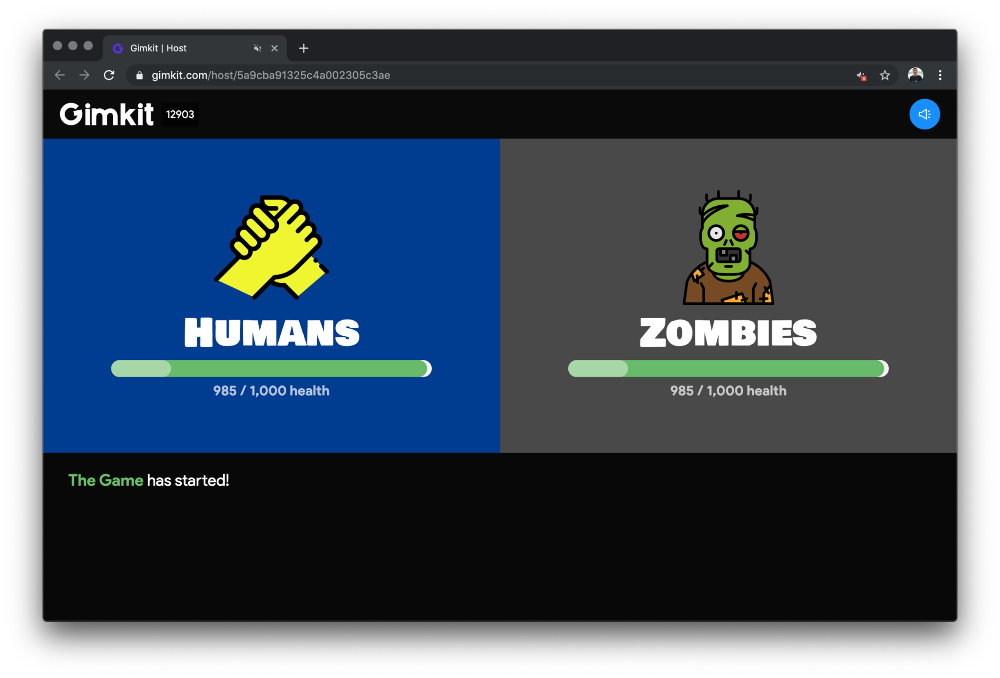 Gimkit | Host
gimkit.com/host/5a9cba91325c4a002305c3ae
Gimkit 12903
HUMANS
985 / 1,000 health
ZOMBIES
985 / 1,000 health
The Game has started!